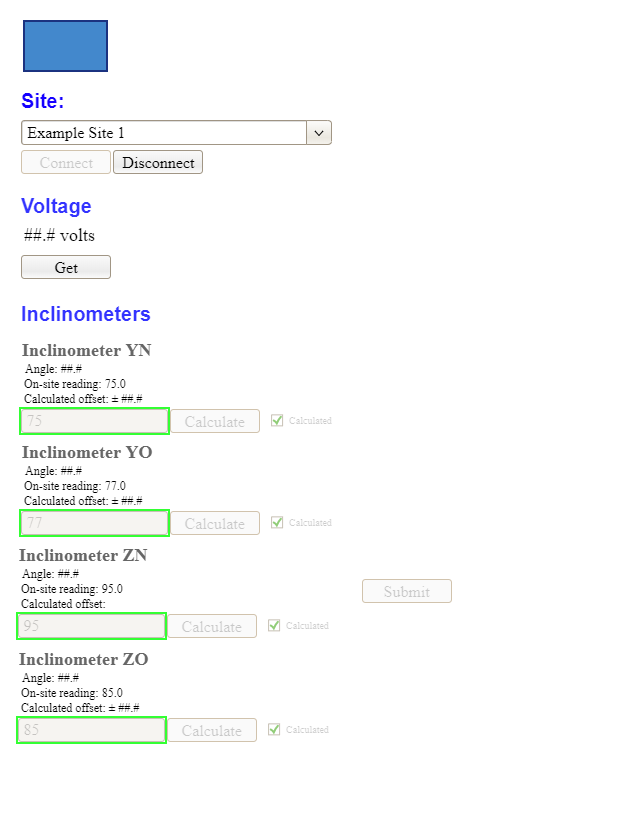 Site:
Example Site 1
Connect Disconnect
Voltage
##.# volts
Get
Inclinometers
Inclinometer YN
Angle: ##.#
On-site reading: 75.0
Calculated offset: ± ##.#
75 Calculate Calculated
Inclinometer YO
Angle: ##.#
On-site reading: 77.0
Calculated offset: ± ##.#
77 Calculate Calculated
Inclinometer ZN
Angle: ##.#
On-site reading: 95.0
Submit
Calculated offset:
95 Calculate Calculated
Inclinometer ZO
Angle: ##.#
On-site reading: 85.0
Calculated offset: ± ##.#
85 Calculate Calculated